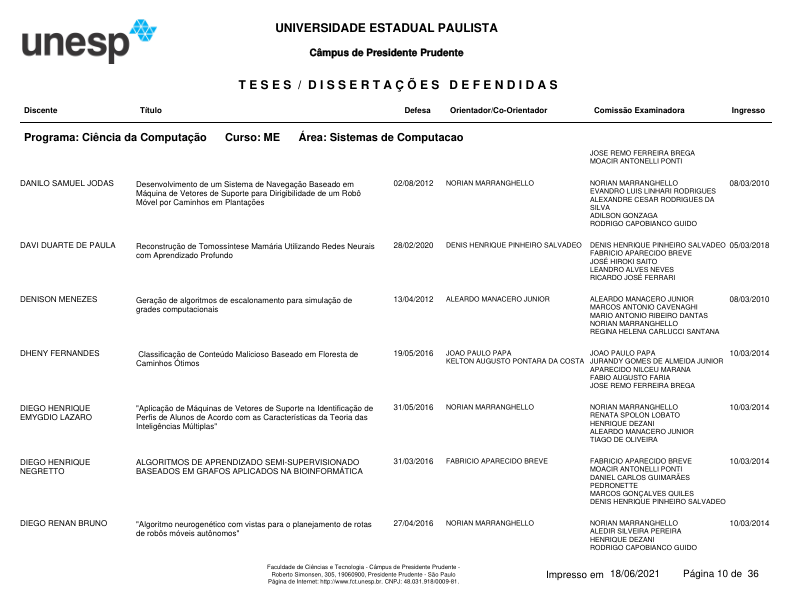 unesp
UNIVERSIDADE ESTADUAL PAULISTA
Câmpus de Presidente Prudente
TESES / DISSERTAÇÕES DEFENDIDAS
Discente Título Defesa Orientador/Co-Orientador Comissão Examinadora Ingresso
Programa: Ciência da Computação Curso: ME Área: Sistemas de Computacao
JOSE REMO FERREIRA BREGA
MOACIR ANTONELLI PONTI
DANILO SAMUEL JODAS Desenvolvimento de um Sistema de Navegação Baseado em 02/08/2012 NORIAN MARRANGHELLO NORIAN MARRANGHELLO 08/03/2010
Máquina de Vetores de Suporte para Dirigibilidade de um Robô EVANDRO LUIS LINHARI RODRIGUES
Móvel por Caminhos em Plantações ALEXANDRE CESAR RODRIGUES DA
SILVA
ADILSON GONZAGA
RODRIGO CAPOBIANCO GUIDO
DAVI DUARTE DE PAULA Reconstrução de Tomossíntese Mamária Utilizando Redes Neurais 28/02/2020 DENIS HENRIQUE PINHEIRO SALVADEO DENIS HENRIQUE PINHEIRO SALVADEO 05/03/2018
com Aprendizado Profundo FABRICIO APARECIDO BREVE
JOSÉ HIROKI SAITO
LEANDRO ALVES NEVES
RICARDO JOSÉ FERRARI
DENISON MENEZES Geração de algoritmos de escalonamento para simulação de 13/04/2012 ALEARDO MANACERO JUNIOR ALEARDO MANACERO JUNIOR 08/03/2010
grades computacionais MARCOS ANTONIO CAVENAGHI
MARIO ANTONIO RIBEIRO DANTAS
NORIAN MARRANGHELLO
REGINA HELENA CARLUCCI SANTANA
DHENY FERNANDES Classificação de Conteúdo Malicioso Baseado em Floresta de 19/05/2016 JOAO PAULO PAPA JOAO PAULO PAPA 10/03/2014
Caminhos Ótimos KELTON AUGUSTO PONTARA DA COSTA JURANDY GOMES DE ALMEIDA JUNIOR
APARECIDO NILCEU MARANA
FABIO AUGUSTO FARIA
JOSE REMO FERREIRA BREGA
DIEGO HENRIQUE "Aplicação de Máquinas de Vetores de Suporte na Identificação de 31/05/2016 NORIAN MARRANGHELLO NORIAN MARRANGHELLO 10/03/2014
EMYGDIO LAZARO Perfis de Alunos de Acordo com as Características da Teoria das RENATA SPOLON LOBATO
Inteligências Múltiplas" HENRIQUE DEZANI
ALEARDO MANACERO JUNIOR
TIAGO DE OLIVEIRA
DIEGO HENRIQUE ALGORITMOS DE APRENDIZADO SEMI-SUPERVISIONADO 31/03/2016 FABRICIO APARECIDO BREVE FABRICIO APARECIDO BREVE 10/03/2014
NEGRETTO BASEADOS EM GRAFOS APLICADOS NA BIOINFORMÁTICA MOACIR ANTONELLI PONTI
DANIEL CARLOS GUIMARÃES
PEDRONETTE
MARCOS GONÇALVES QUILES
DENIS HENRIQUE PINHEIRO SALVADEO
DIEGO RENAN BRUNO "Algoritmo neurogenético com vistas para o planejamento de rotas 27/04/2016 NORIAN MARRANGHELLO NORIAN MARRANGHELLO 10/03/2014
de robôs móveis autônomos" ALEDIR SILVEIRA PEREIRA
HENRIQUE DEZANI
RODRIGO CAPOBIANCO GUIDO
Faculdade de Ciências e Tecnologia - Câmpus de Presidente Prudente -
Roberto Simonsen, 305, 19060900, Presidente Prudente - São Paulo
Página de Internet: http://www.fct.unesp.br. CNPJ: 48.031.918/0009-81.
Impresso em 18/06/2021 Página 10 de 36